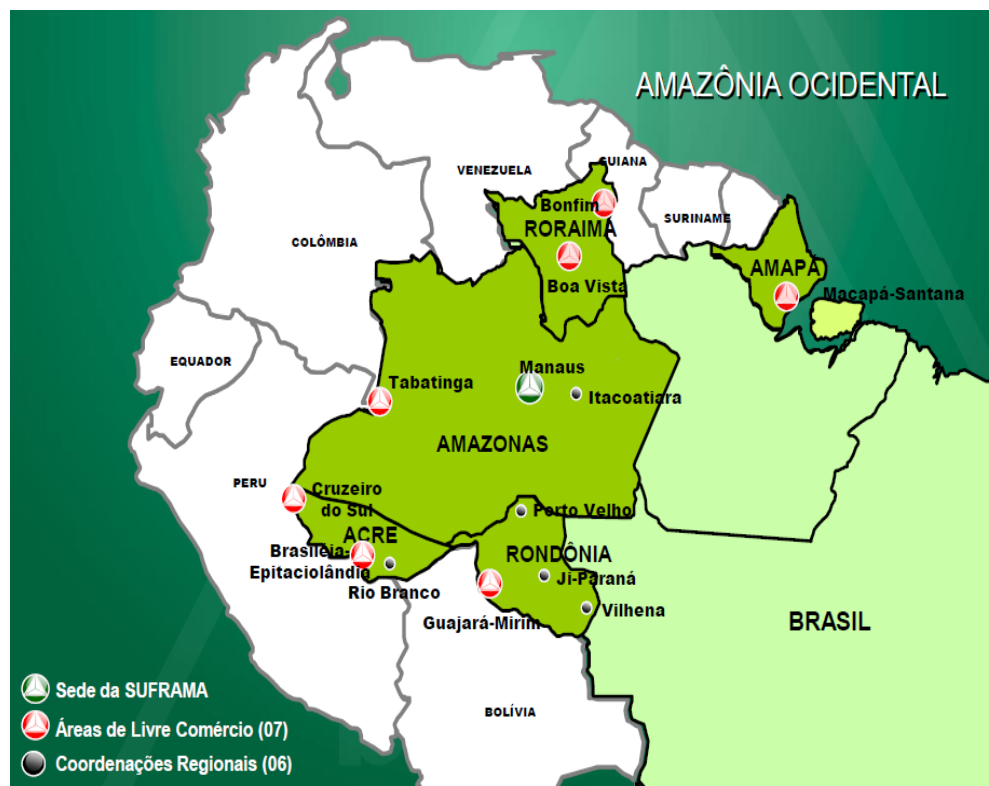 AMAZÔNIA OCIDENTAL
GUIANA
VENEZUELA
Bonfim
SURINAME
RORAIMA
COLÔMBIA
AMAPÁ
Boa Vista
Macapá-Santana
EQUADOR
Manaus
Tabatinga
Itacoatiara
AMAZONAS
PERU
Cruzeiro
do Sul
Porto Velho
ACRE
Brasiléia-
Epitaciolândia
RONDÔNIA
Ji-Paraná
Rio Branco
Vilhena
Guajará-Mirim
BRASIL
BOLÍVIA
Sede da SUFRAMA
Áreas de Livre Comércio (07)
Coordenações Regionais (06)